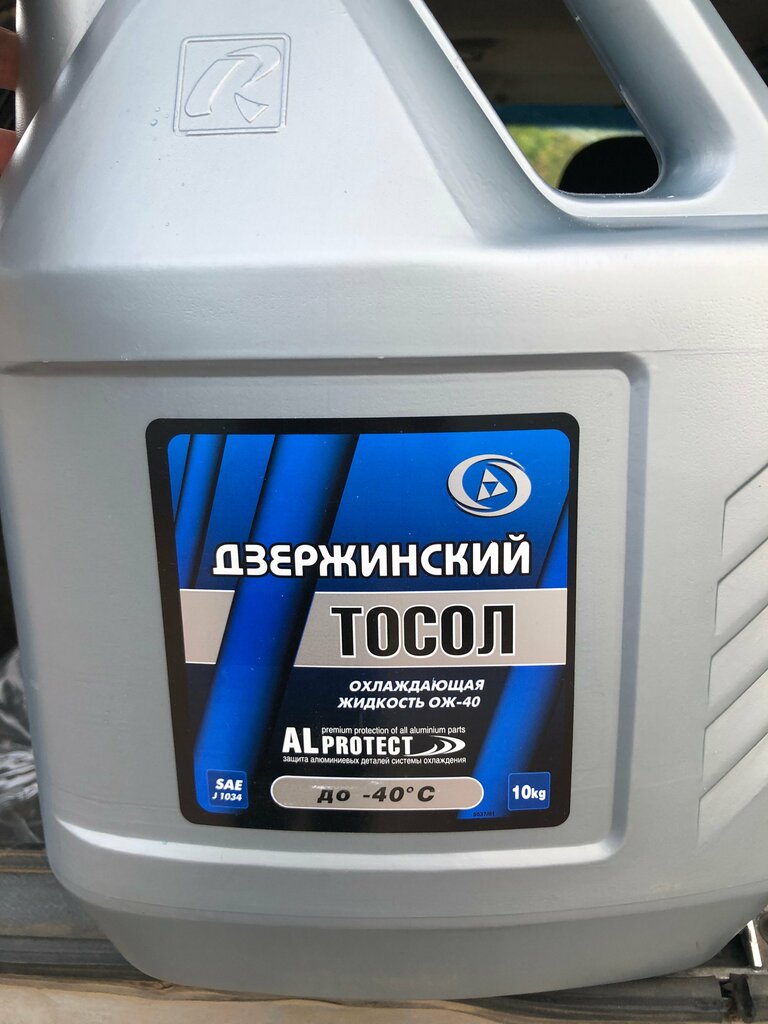 R
ДЗЕРЖИНСКИЙ
ТОСОЛ
ОХЛАЖДАЮЩАЯ
ЖИДКОСТЬ ОЖ-40
premium protection of all aluminium parts
AL PROTECT
защита алюминиевых деталей системы охлаждения
SAE
J 1034
до -40°С
10kg